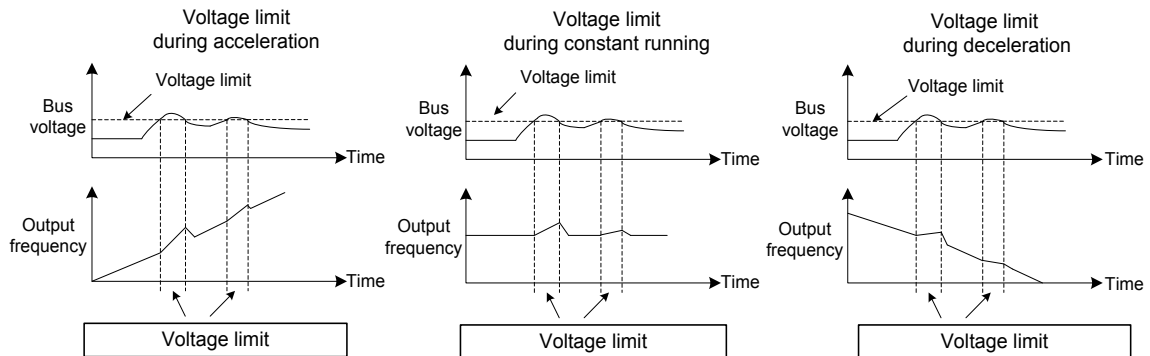 Voltage limit
during acceleration
Voltage limit
Bus
voltage
Time
Output
frequency
Time
Voltage limit
Voltage limit
during constant running
Voltage limit
Bus
voltage
Time
Output
frequency
Time
Voltage limit
Voltage limit
during deceleration
Voltage limit
Bus
voltage
Time
Output
frequency
Time
Voltage limit